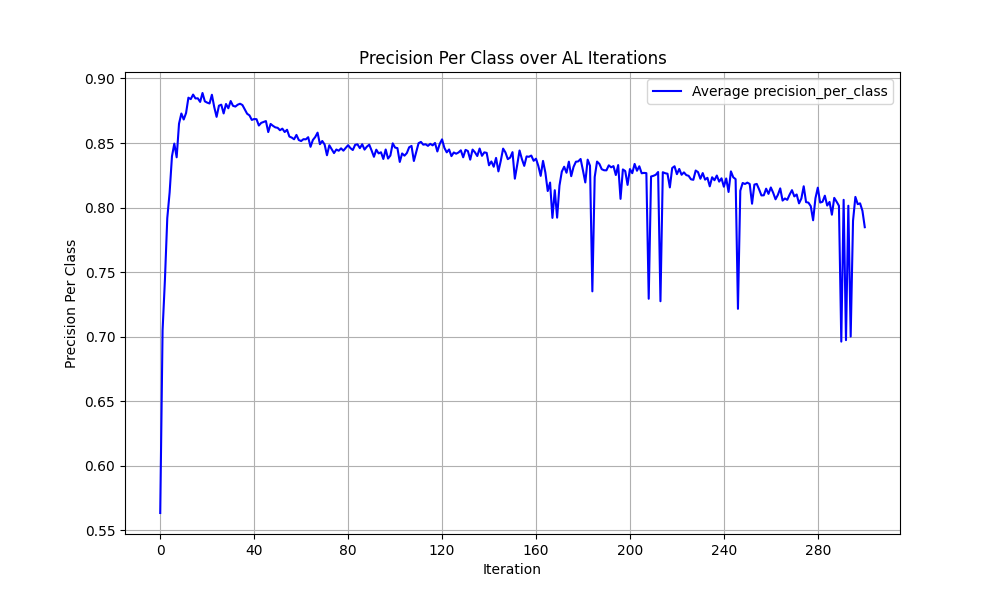 Precision Per Class over AL Iterations
Average precision_per_class
Precision Per Class
0.90
0.85
0.80
0.75
0.70
0.65
0.60
0.55
0 40 80 120 160 200 240 280
Iteration